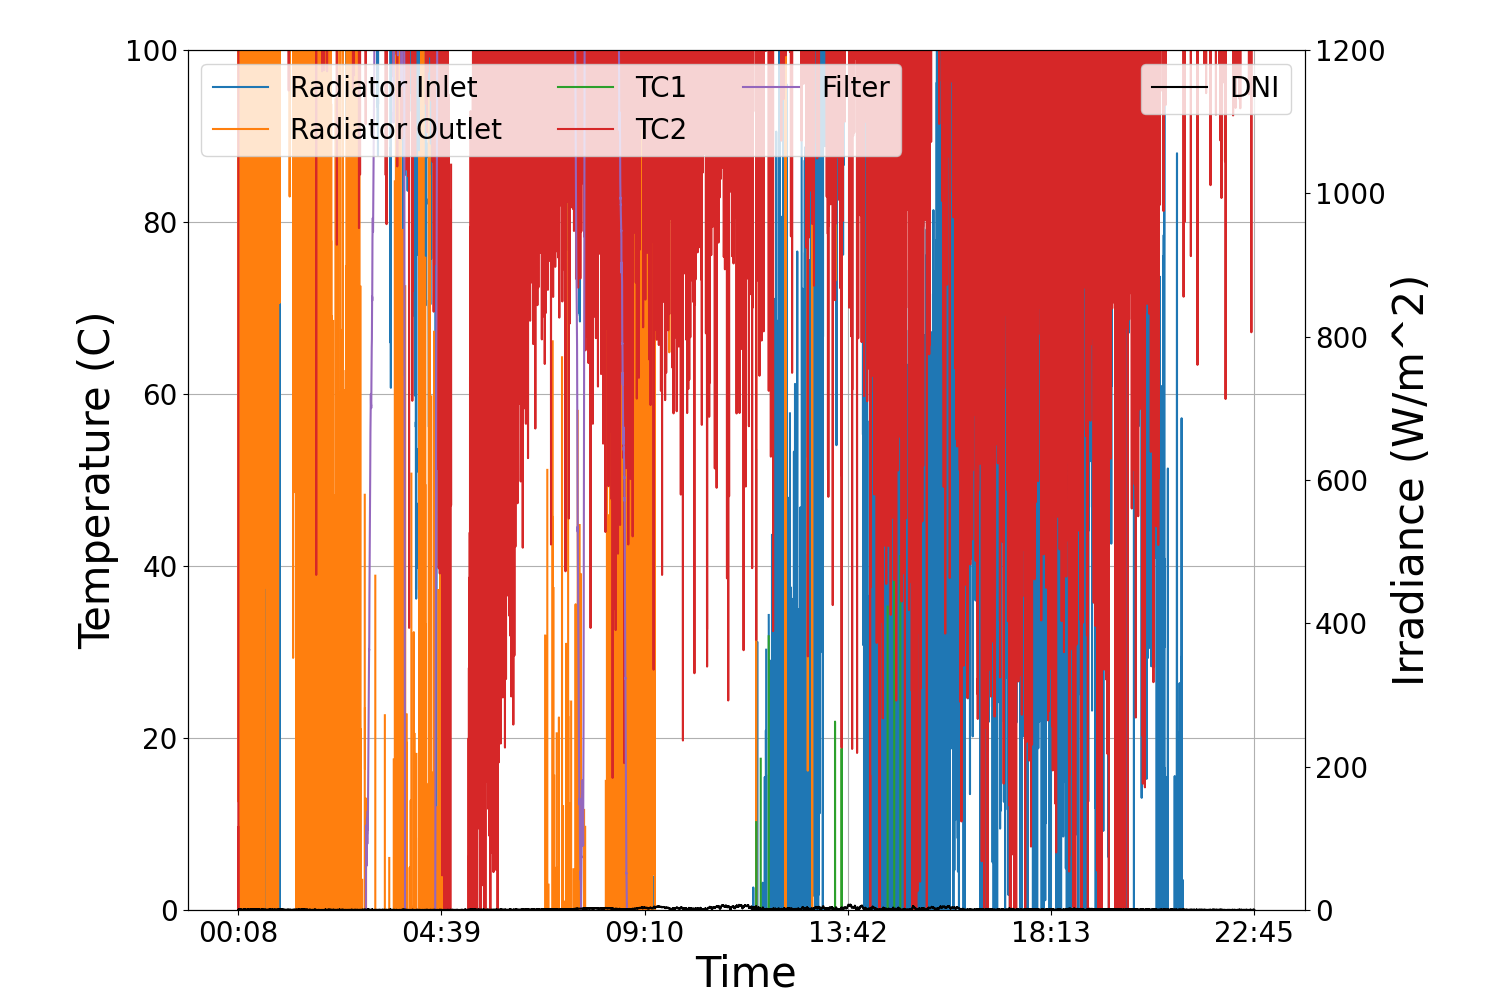 100
80
60
40
20
0
Temperature (C)
Radiator Inlet
Radiator Outlet
TC1
TC2
Filter
DNI
1200
1000
800
600
400
200
0
Irradiance (W/m^2)
00:08 04:39 09:10 13:42 18:13 22:45
Time